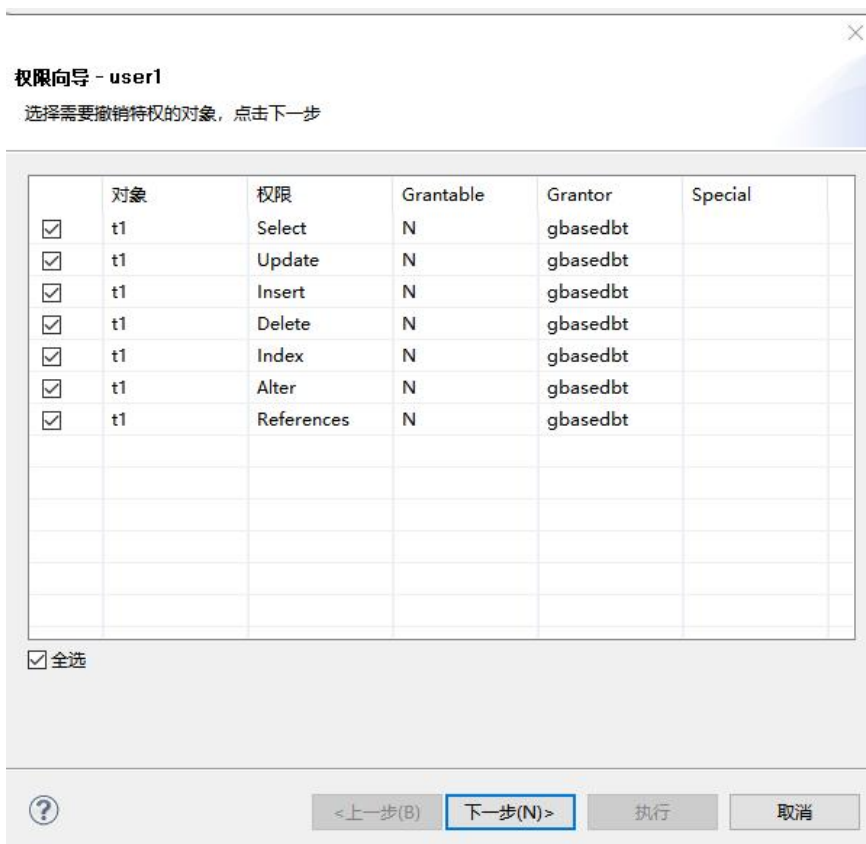 权限向导 - user1
选择需要撤销特权的对象，点击下一步
对象 权限 Grantable Grantor Special
t1 Select N gbasedbt
t1 Update N gbasedbt
t1 Insert N gbasedbt
t1 Delete N gbasedbt
t1 Index N gbasedbt
t1 Alter N gbasedbt
t1 References N gbasedbt
全选
<上一步(B) 下一步(N)> 执行 取消